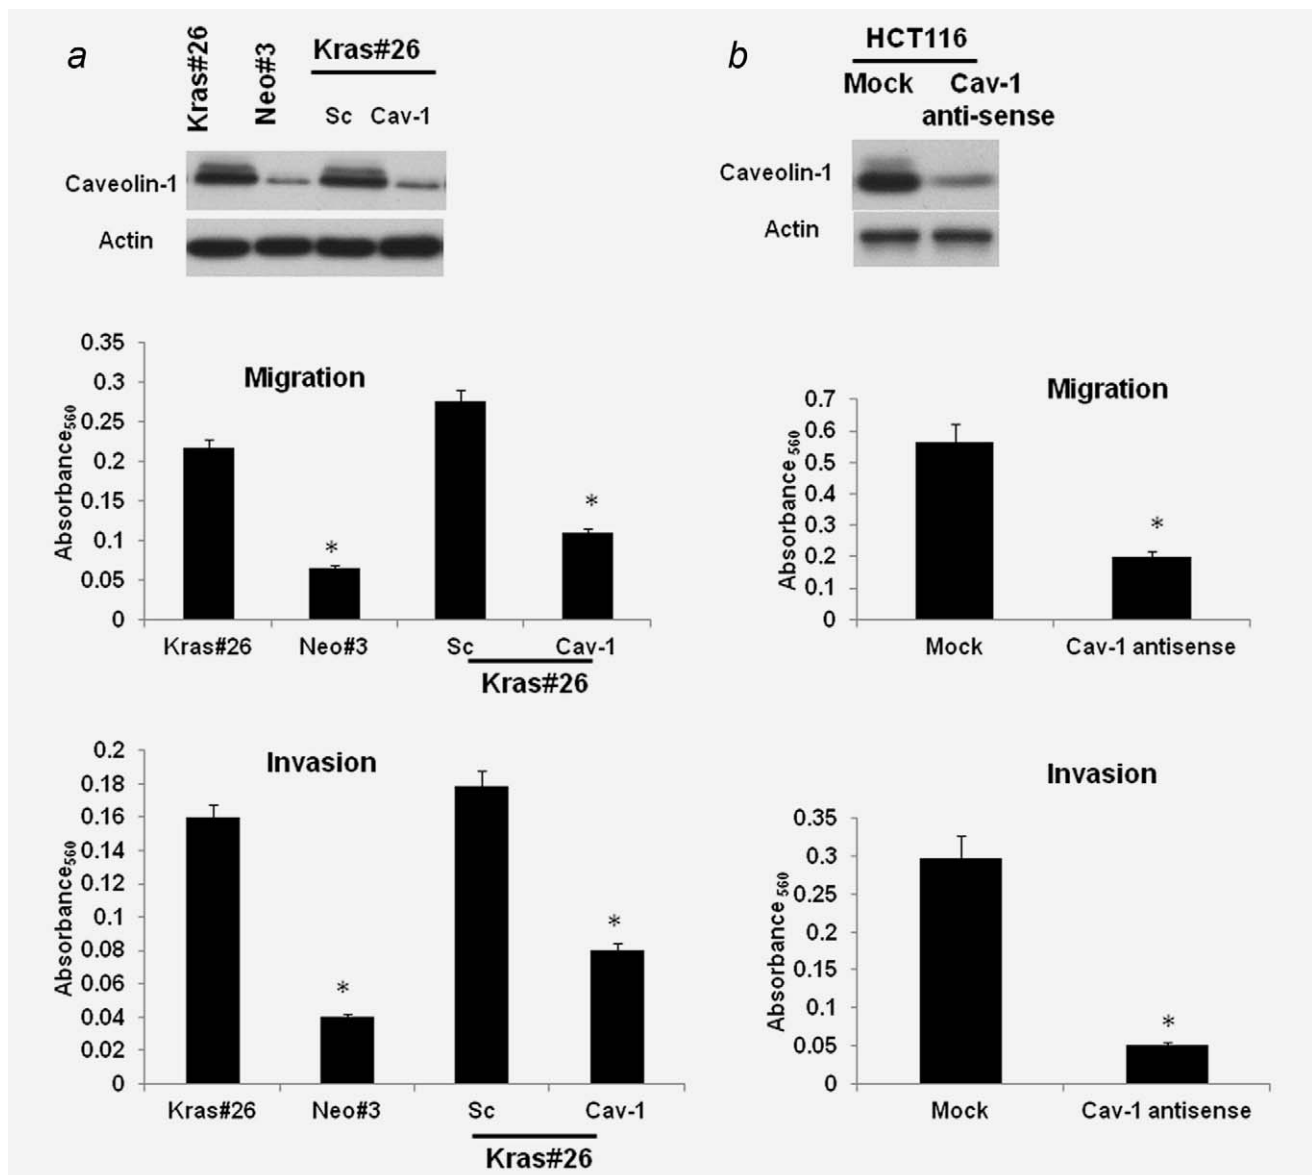 a
Kras#26
Neo#3
Kras#26
Sc Cav-1
Caveolin-1
Actin
Migration
Absorbance560
0.35
0.3
0.25
0.2
0.15
0.1
0.05
0
*
*
Kras#26 Neo#3 Sc Cav-1
Kras#26
Invasion
Absorbance560
0.2
0.18
0.16
0.14
0.12
0.1
0.08
0.06
0.04
0.02
0
*
*
Kras#26 Neo#3 Sc Cav-1
Kras#26
b
HCT116
Mock Cav-1
anti-sense
Caveolin-1
Actin
Migration
Absorbance 560
0.7
0.6
0.5
0.4
0.3
0.2
0.1
0
*
Mock Cav-1 antisense
Invasion
Absorbance 560
0.35
0.3
0.25
0.2
0.15
0.1
0.05
0
*
Mock Cav-1 antisense